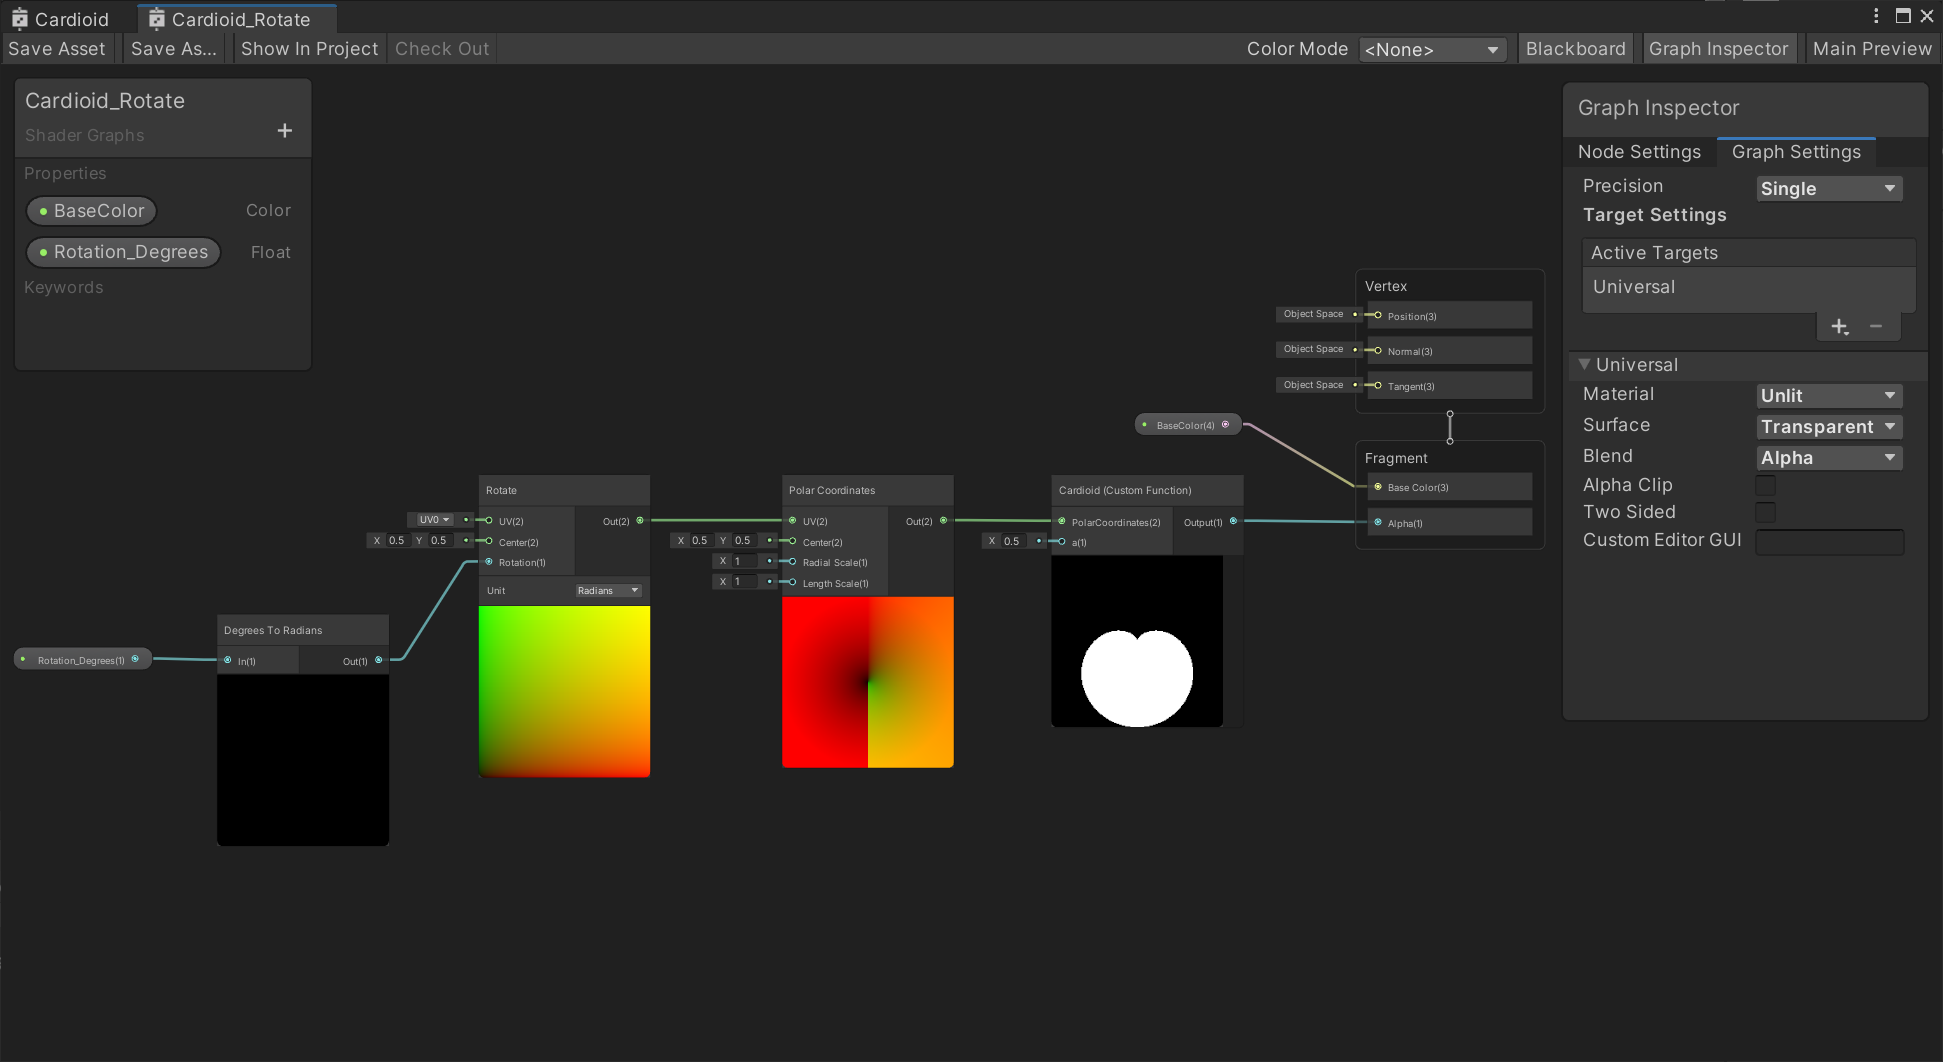 Cardioid
Cardioid_Rotate
Save Asset
Save As...
Show In Project
Check Out
Color Mode
<None>
Blackboard
Graph Inspector
Main Preview
Cardioid_Rotate
Shader Graphs
+
Properties
BaseColor
Color
Rotation_Degrees
Float
Keywords
Graph Inspector
Node Settings
Graph Settings
Precision
Single
Target Settings
Active Targets
Universal
Universal
Material
Unlit
Surface
Transparent
Blend
Alpha
Alpha Clip
Two Sided
Custom Editor GUI
Vertex
Object Space
Position(3)
Object Space
Normal(3)
Object Space
Tangent(3)
BaseColor(4)
Fragment
Base Color(3)
Alpha(1)
Rotate
UV0
UV(2)
Out(2)
X 0.5 Y 0.5
Center(2)
Rotation(1)
Unit
Radians
Polar Coordinates
UV(2)
Out(2)
X 0.5 Y 0.5
Center(2)
X 1
Radial Scale(1)
X 1
Length Scale(1)
Cardioid (Custom Function)
PolarCoordinates(2)
Output(1)
X 0.5
a(1)
Degrees To Radians
Rotation_Degrees(1)
In(1)
Out(1)